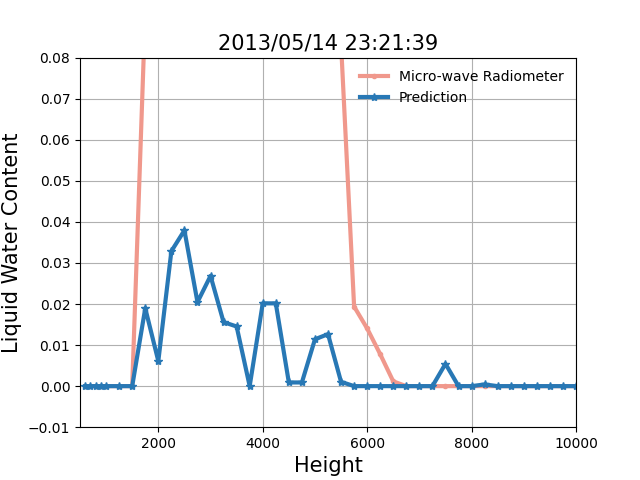 2013/05/14 23:21:39
Micro-wave Radiometer
Prediction
0.08
0.07
0.06
0.05
0.04
0.03
0.02
0.01
0.00
−0.01
Liquid Water Content
2000 4000 6000 8000 10000
Height